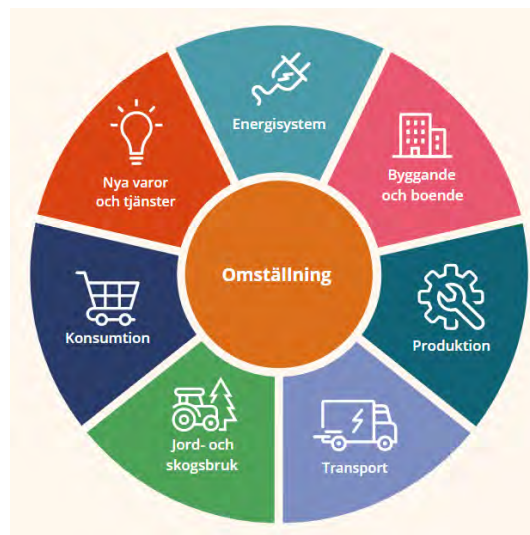 Energisystem
Byggande
och boende
Produktion
Transport
Jord- och
skogsbruk
Konsumtion
Nya varor
och tjänster
Omställning